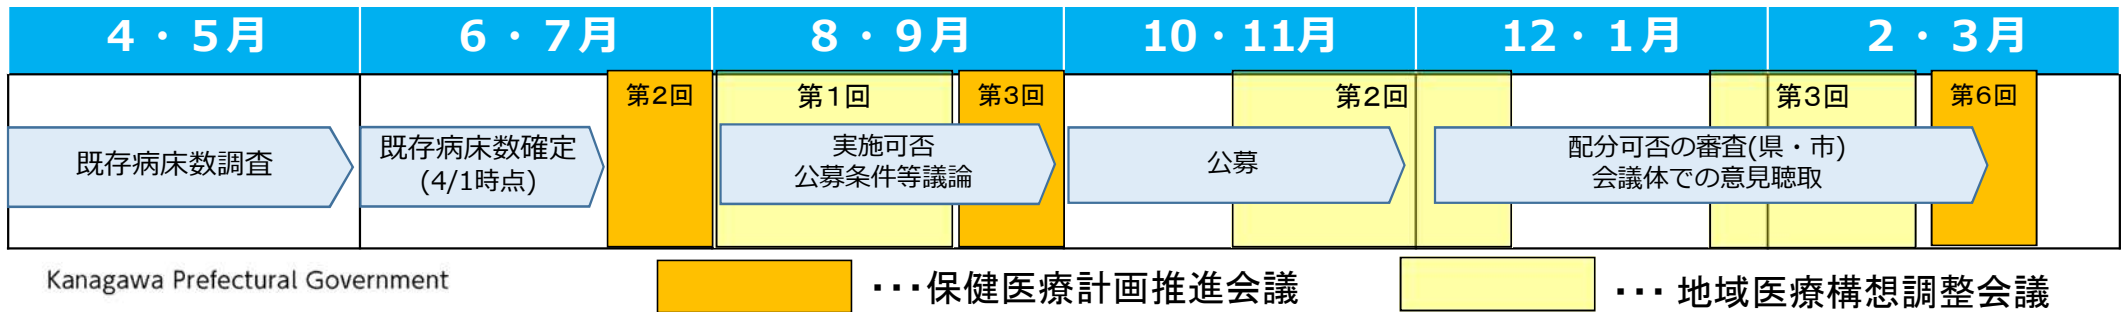 4・5月
6・7月
8・9月
10・11月
12・1月
2・3月
第2回
第1回
第3回
第2回
第3回
第6回
既存病床数調査
既存病床数確定
(4/1時点)
実施可否
公募条件等議論
公募
配分可否の審査(県・市)
会議体での意見聴取
Kanagawa Prefectural Government
・・・保健医療計画推進会議
・・・ 地域医療構想調整会議